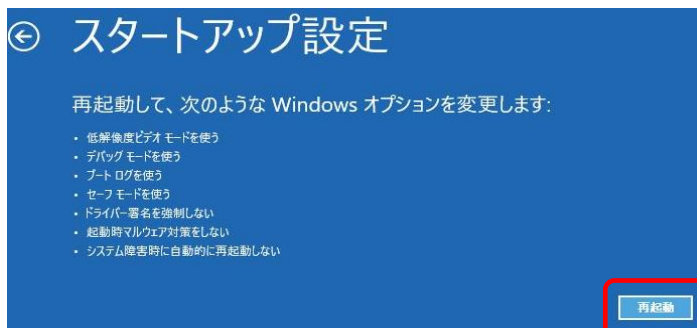 スタートアップ設定
再起動して、次のような Windows オプションを変更します:
• 低解像度ビデオ モードを使う
• デバッグ モードを使う
• ブート ログを使う
• セーフ モードを使う
• ドライバー署名を強制しない
• 起動時マルウェア対策をしない
• システム障害時に自動的に再起動しない
再起動